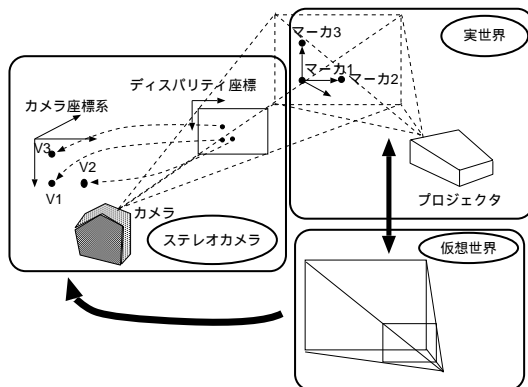 マーカ3
実世界
マーカ1
マーカ2
ディスパリティ座標
カメラ座標系
V3
V2
V1
カメラ
ステレオカメラ
プロジェクタ
仮想世界